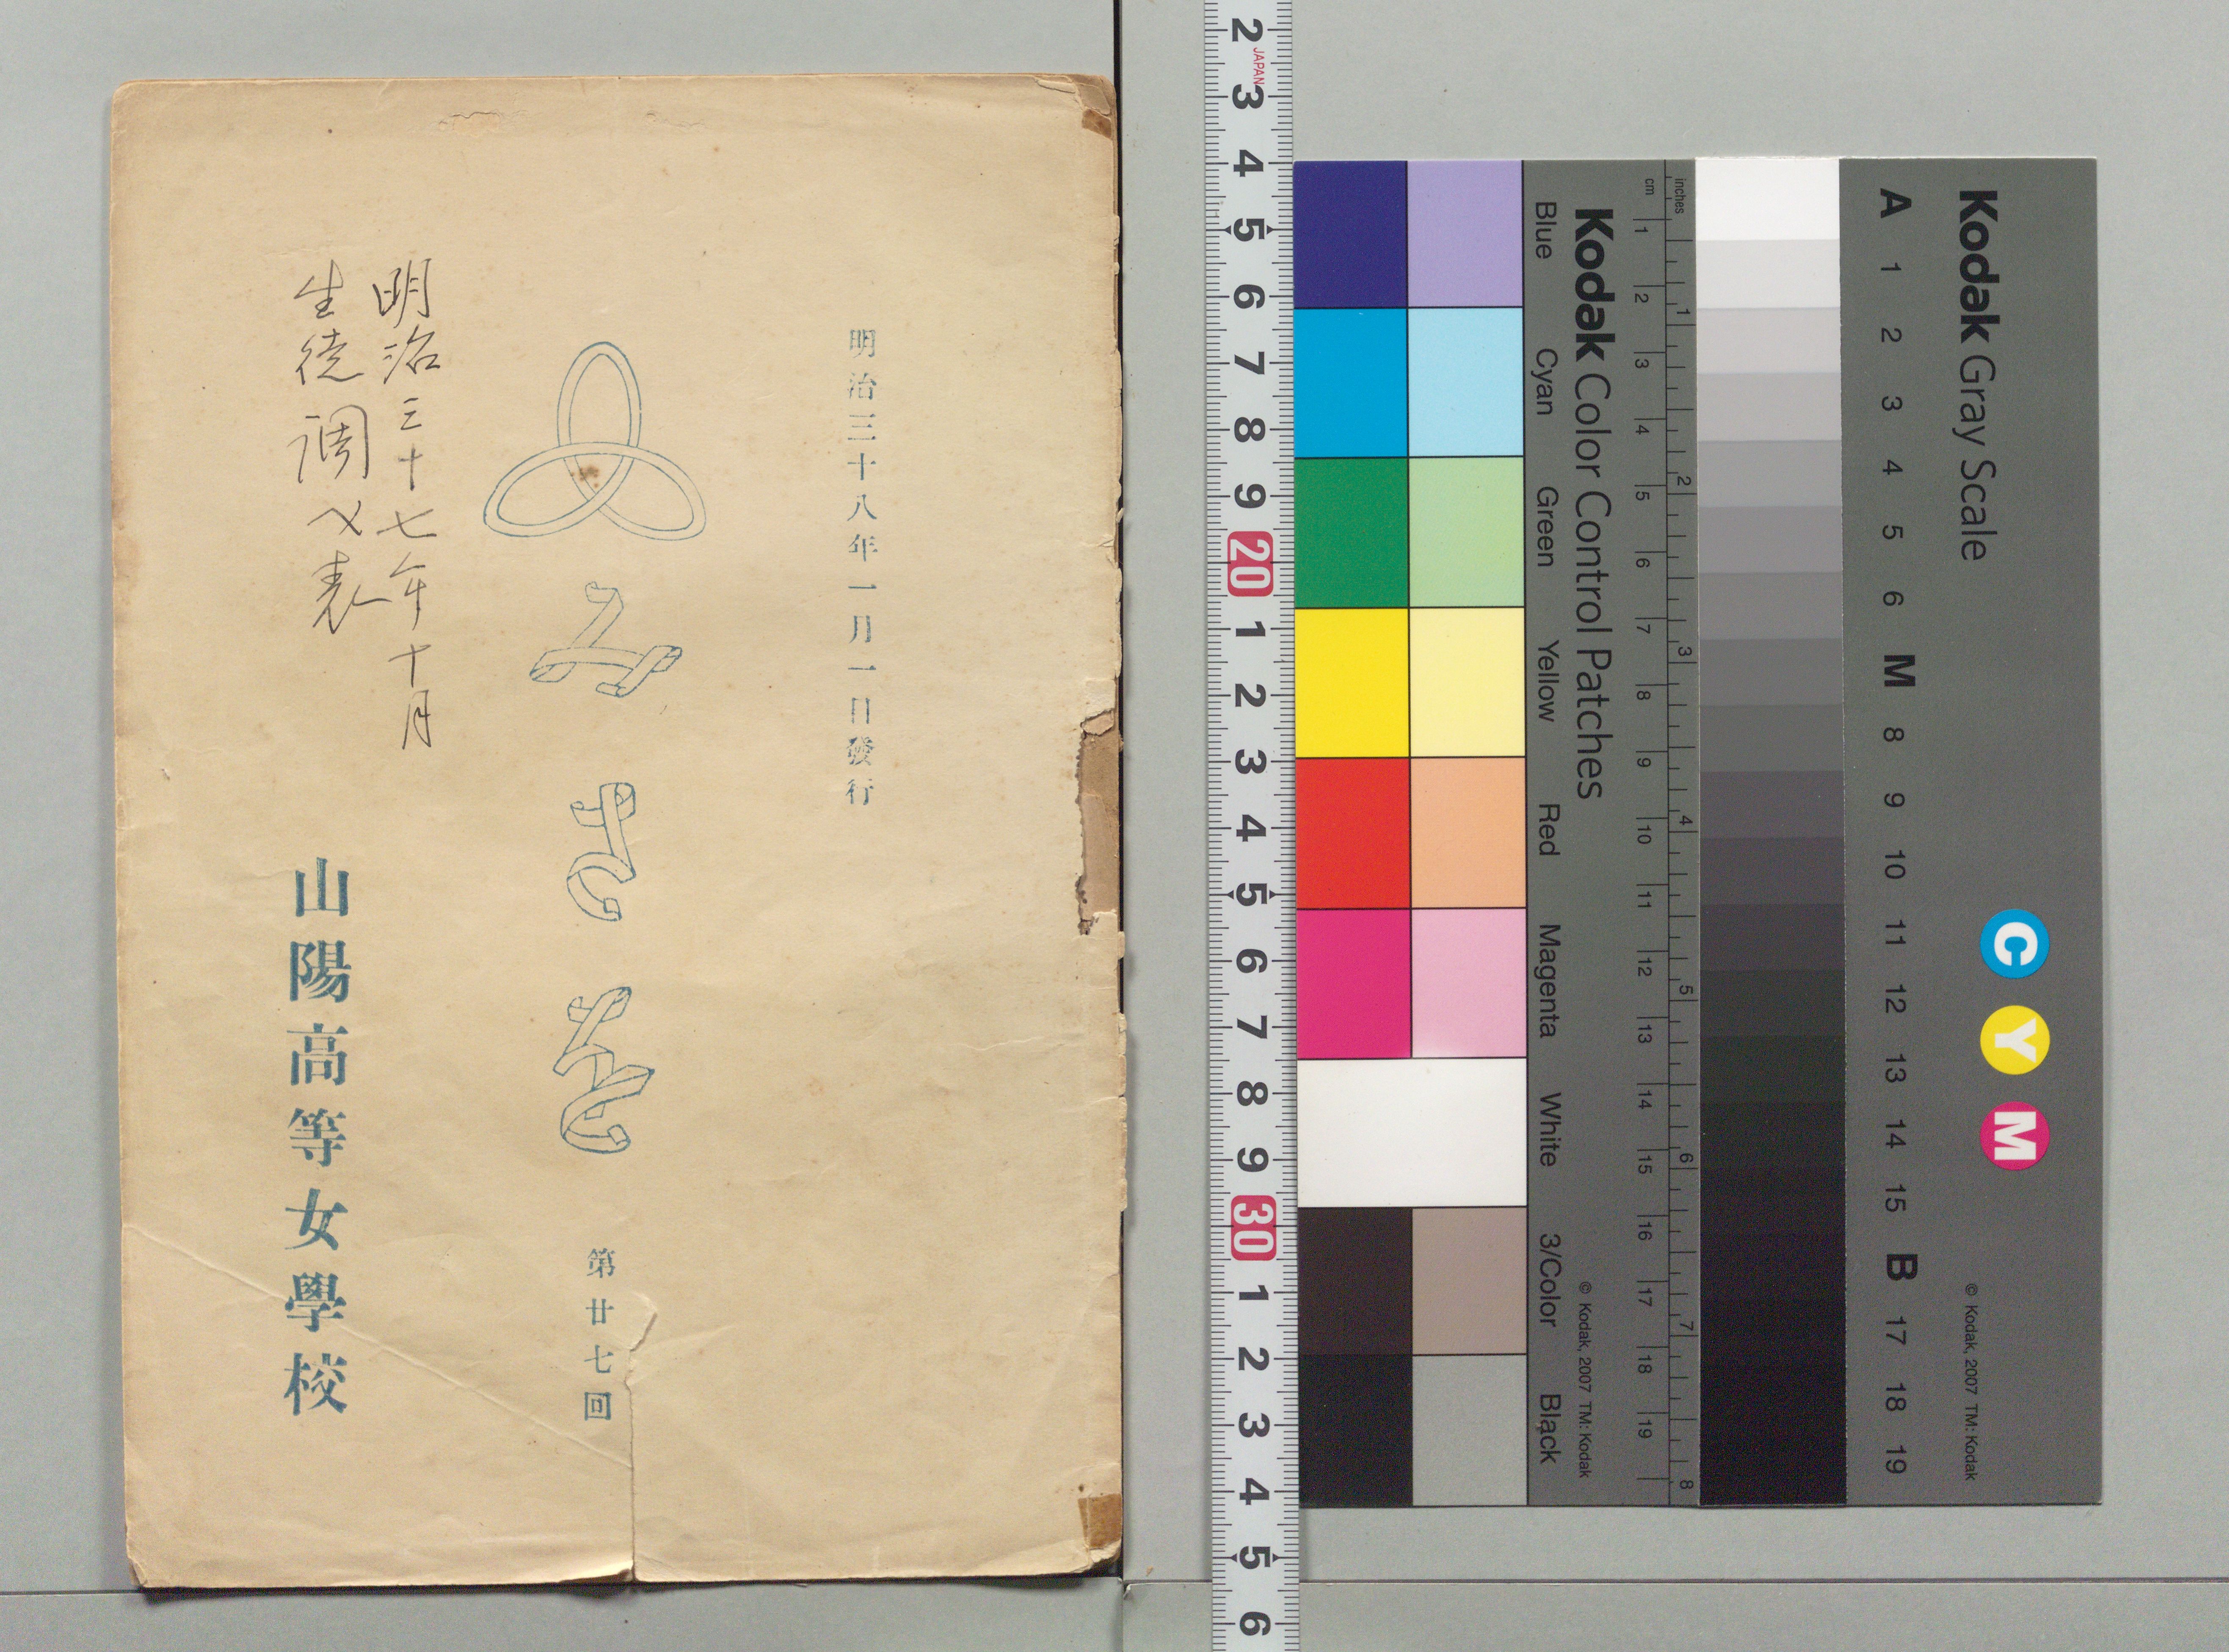 明治三十八年一月一日發行
みさを
第廿七回
明治三十七年十月
生徒調〆表
山陽高等女學校
JAPAN
2 3 4 5 6 7 8 9 20 1 2 3 4 5 6 7 8 9 30 1 2 3 4 5 6
Kodak Gray Scale
C Y M
© Kodak, 2007 TM: Kodak
A 1 2 3 4 5 6 M 8 9 10 11 12 13 14 15 B 17 18 19
inches 1 2 3 4 5 6 7 8
cm 1 2 3 4 5 6 7 8 9 10 11 12 13 14 15 16 17 18 19
Kodak Color Control Patches
© Kodak, 2007 TM: Kodak
Blue Cyan Green Yellow Red Magenta White 3/Color Black